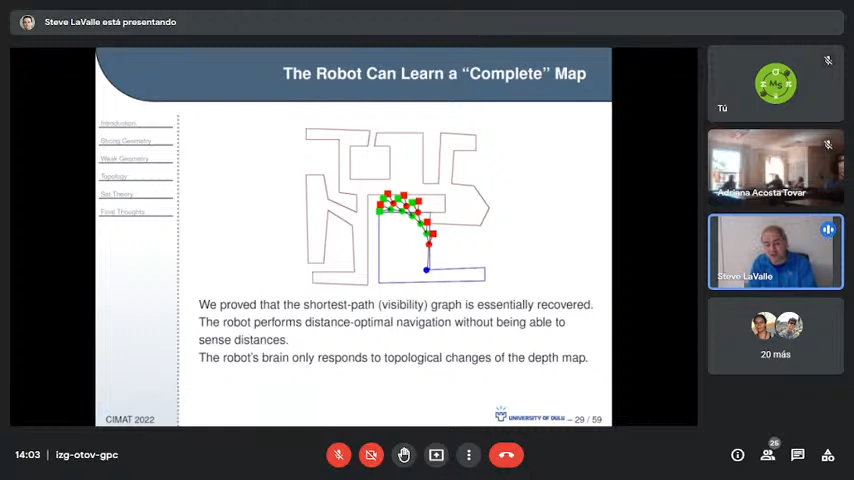 Steve LaValle está presentando
The Robot Can Learn a “Complete” Map
Introduction
Strong Geometry
Weak Geometry
Topology
Set Theory
Final Thoughts
We proved that the shortest-path (visibility) graph is essentially recovered.
The robot performs distance-optimal navigation without being able to
sense distances.
The robot's brain only responds to topological changes of the depth map.
CIMAT 2022
UNIVERSITY OF OULU
– 29 / 59
MS
Tú
Adriana Acosta Tovar
Steve LaValle
20 más
14:03 | izg-otov-gpc
25